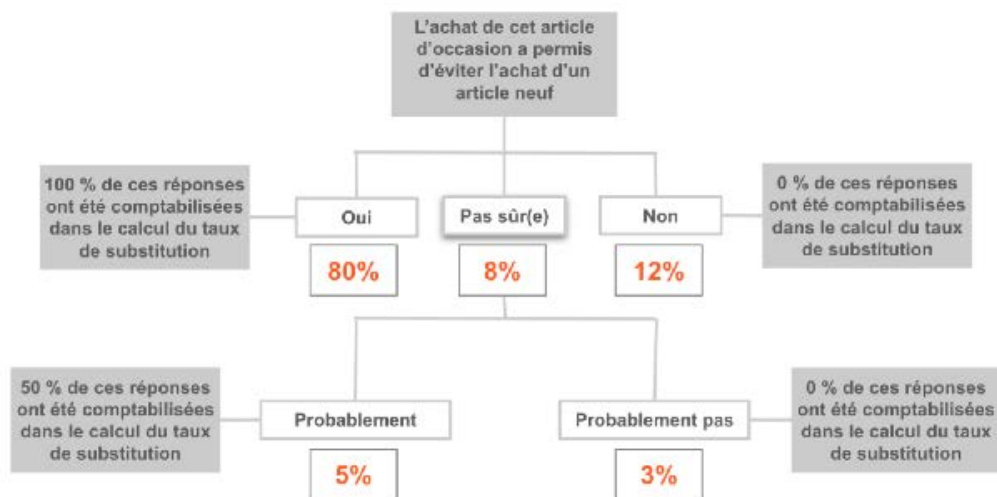 L'achat de cet article
d'occasion a permis
d'éviter l'achat d'un
article neuf
100 % de ces réponses
ont été comptabilisées
dans le calcul du taux
de substitution
Oui
80%
Pas sûr(e)
8%
Non
12%
0 % de ces réponses
ont été comptabilisées
dans le calcul du taux
de substitution
50 % de ces réponses
ont été comptabilisées
dans le calcul du taux
de substitution
Probablement
5%
Probablement pas
3%
0 % de ces réponses
ont été comptabilisées
dans le calcul du taux
de substitution